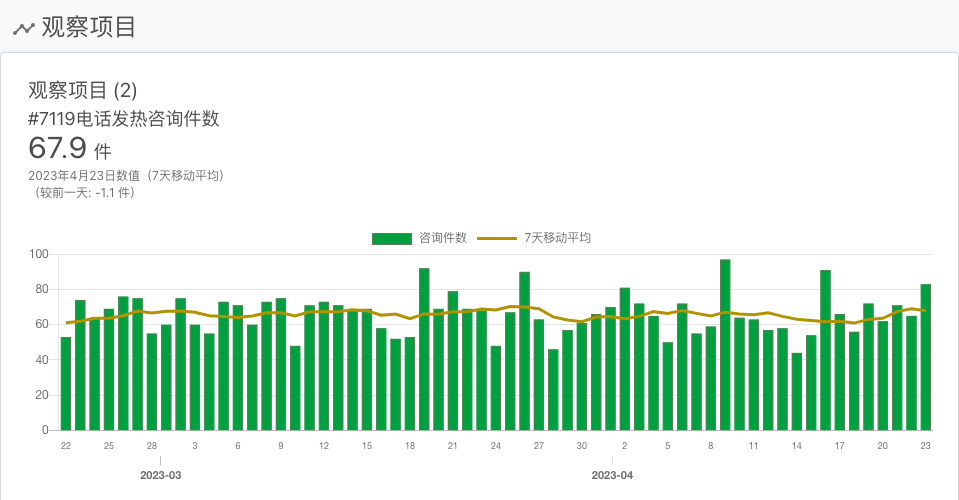 观察项目
观察项目 (2)
#7119电话发热咨询件数
67.9 件
2023年4月23日数值（7天移动平均）
（较前一天: -1.1 件）
咨询件数 7天移动平均
100
80
60
40
20
0
22 25 28 3 6 9 12 15 18 21 24 27 30 2 5 8 11 14 17 20 23
2023-03 2023-04